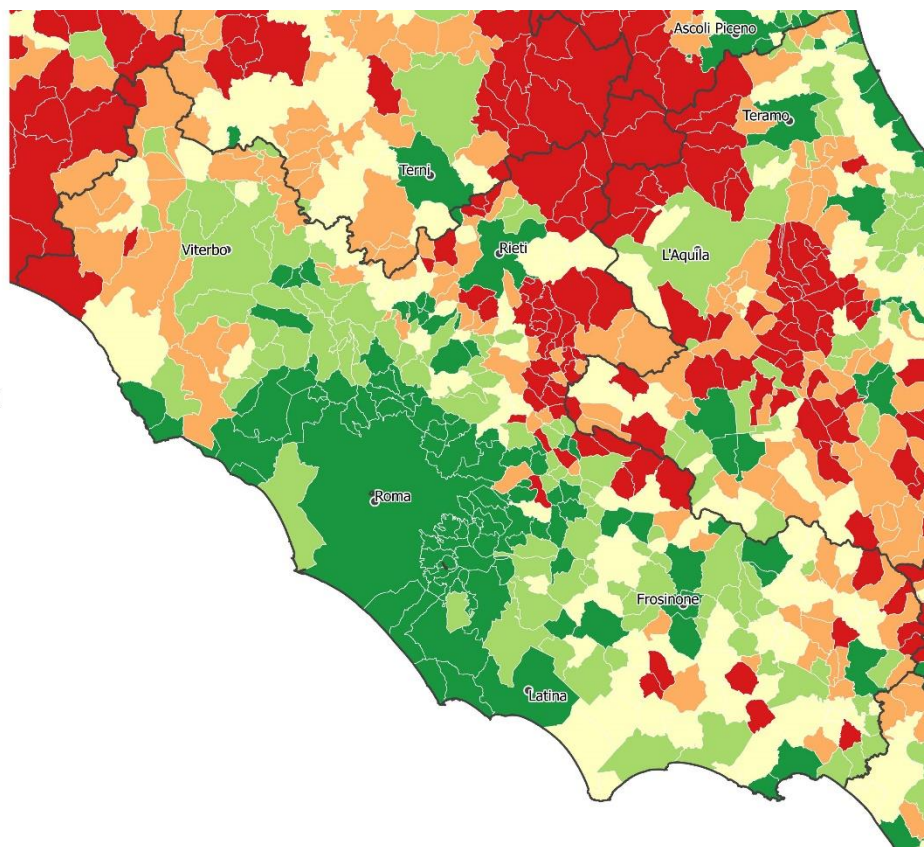 Ascoli Piceno
Teramo
Terni
Viterbo
Rieti
L'Aquila
Roma
Frosinone
Latina